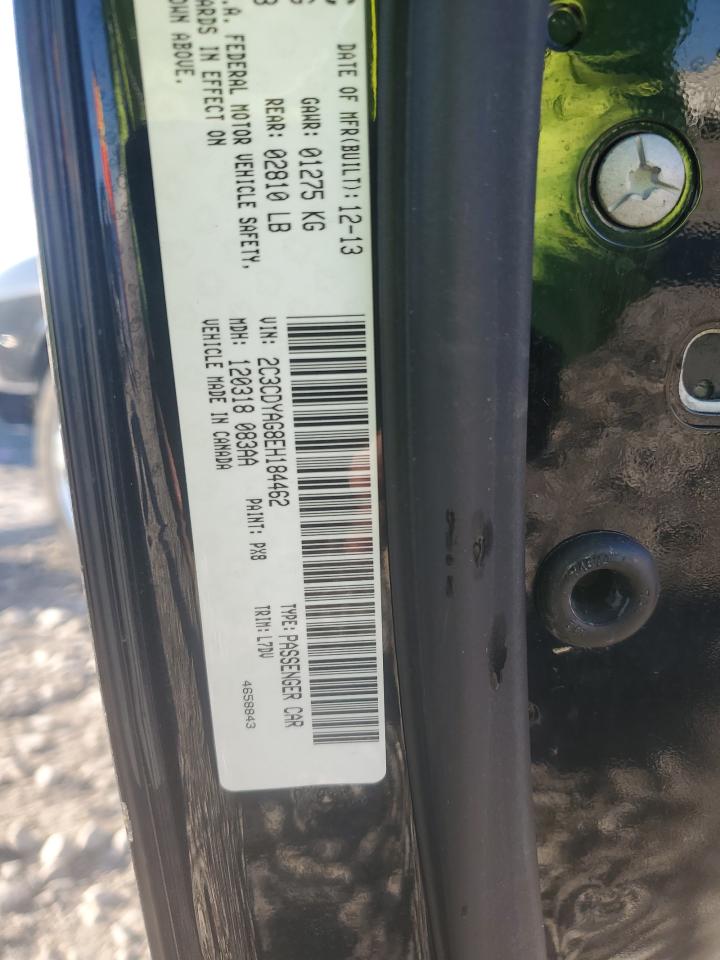 DATE OF MFR(BUILT): 12-13
GAWR: 01275 KG
REAR: 02810 LB
.A. FEDERAL MOTOR VEHICLE SAFETY,
ARDS IN EFFECT ON
OWN ABOVE.
VIN: 2C3CDYAG8EH184462
TYPE: PASSENGER CAR
MDH: 120318 083AA
PAINT: PX8
TRIM: L7DV
VEHICLE MADE IN CANADA
4658843